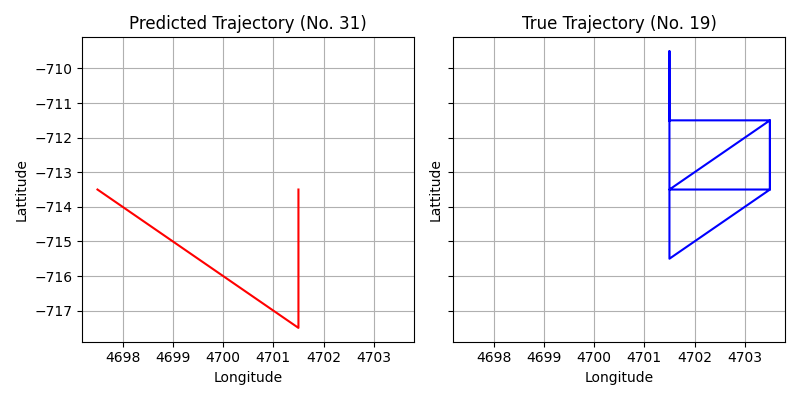 Predicted Trajectory (No. 31)
True Trajectory (No. 19)
Lattitude
−710
−711
−712
−713
−714
−715
−716
−717
4698 4699 4700 4701 4702 4703
Longitude
Lattitude
4698 4699 4700 4701 4702 4703
Longitude